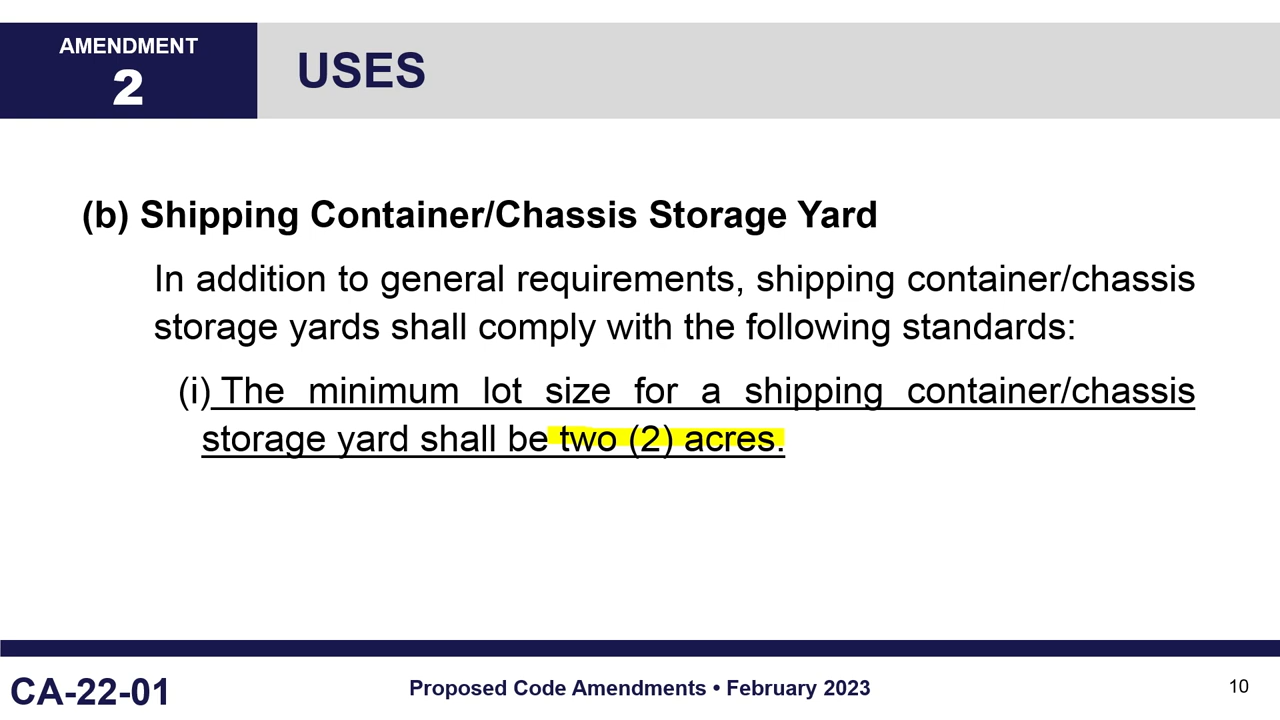 AMENDMENT
2
USES
(b) Shipping Container/Chassis Storage Yard
In addition to general requirements, shipping container/chassis
storage yards shall comply with the following standards:
(i) The minimum lot size for a shipping container/chassis
storage yard shall be two (2) acres.
CA-22-01
Proposed Code Amendments • February 2023
10